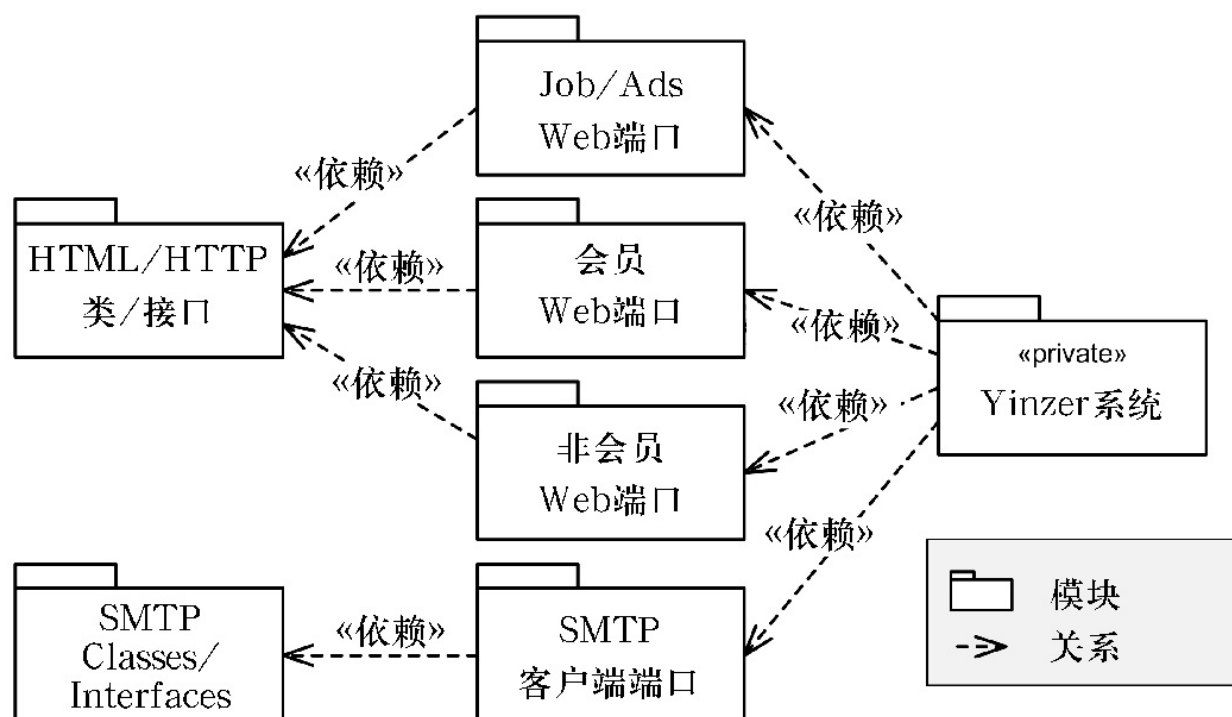 Job/Ads
Web端口
«依赖»
«依赖»
HTML/HTTP
类/接口
«依赖»
会员
Web端口
«依赖»
«private»
Yinzer系统
«依赖»
非会员
Web端口
«依赖»
«依赖»
SMTP
Classes/
Interfaces
«依赖»
SMTP
客户端端口
模块
关系